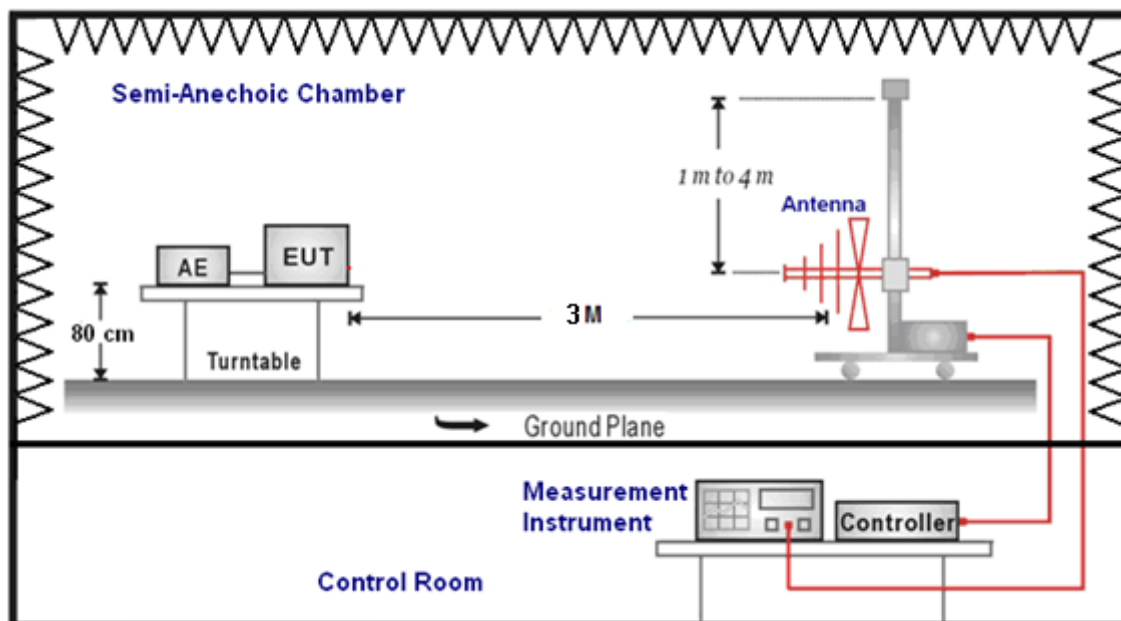 Semi-Anechoic Chamber
1 m to 4 m
Antenna
AE
EUT
80 cm
3 M
Turntable
Ground Plane
Measurement
Instrument
Controller
Control Room